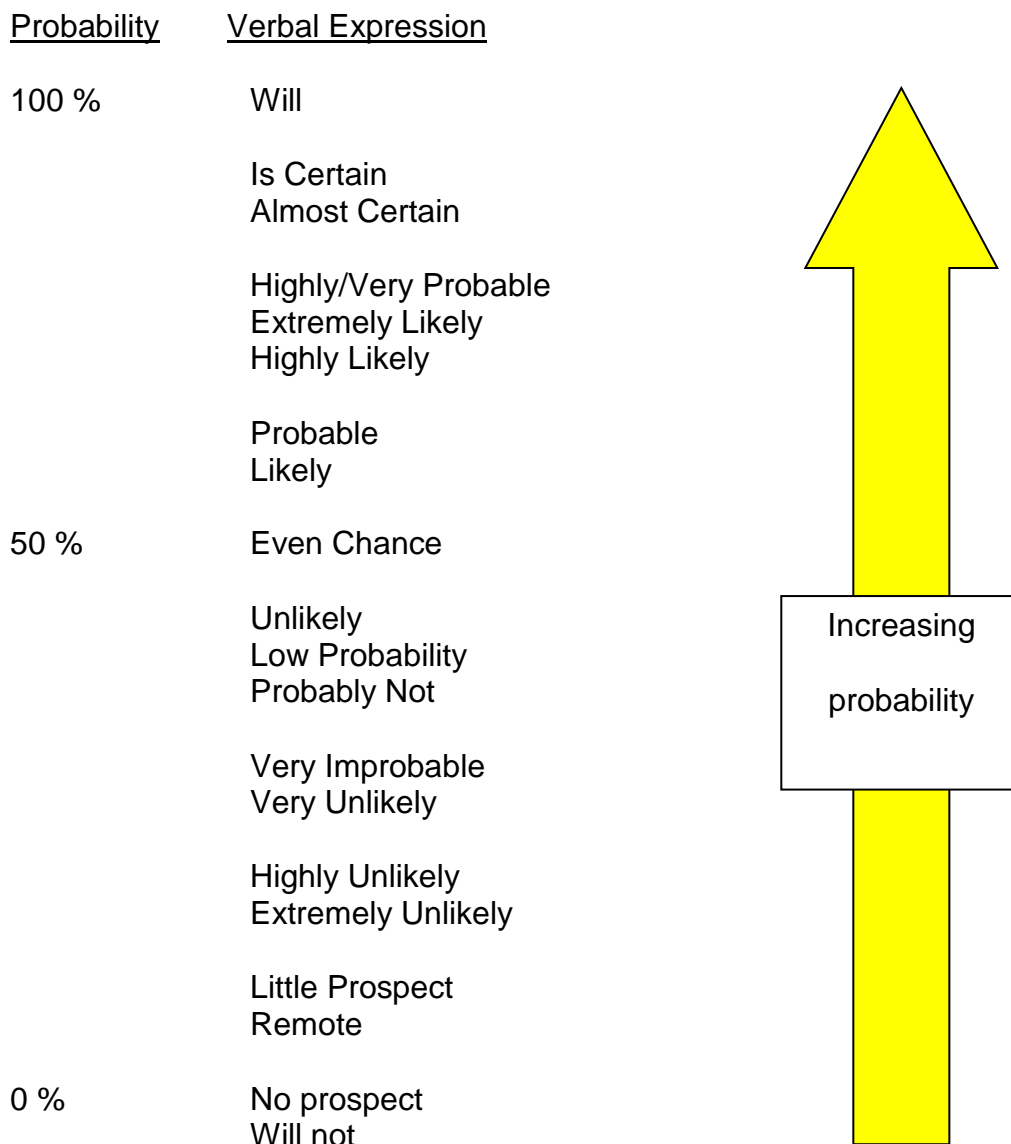 Probability Verbal Expression
100 % Will
Is Certain
Almost Certain
Highly/Very Probable
Extremely Likely
Highly Likely
Probable
Likely
50 % Even Chance
Unlikely
Low Probability
Probably Not
Very Improbable
Very Unlikely
Highly Unlikely
Extremely Unlikely
Little Prospect
Remote
0 % No prospect
Will not
Increasing
probability